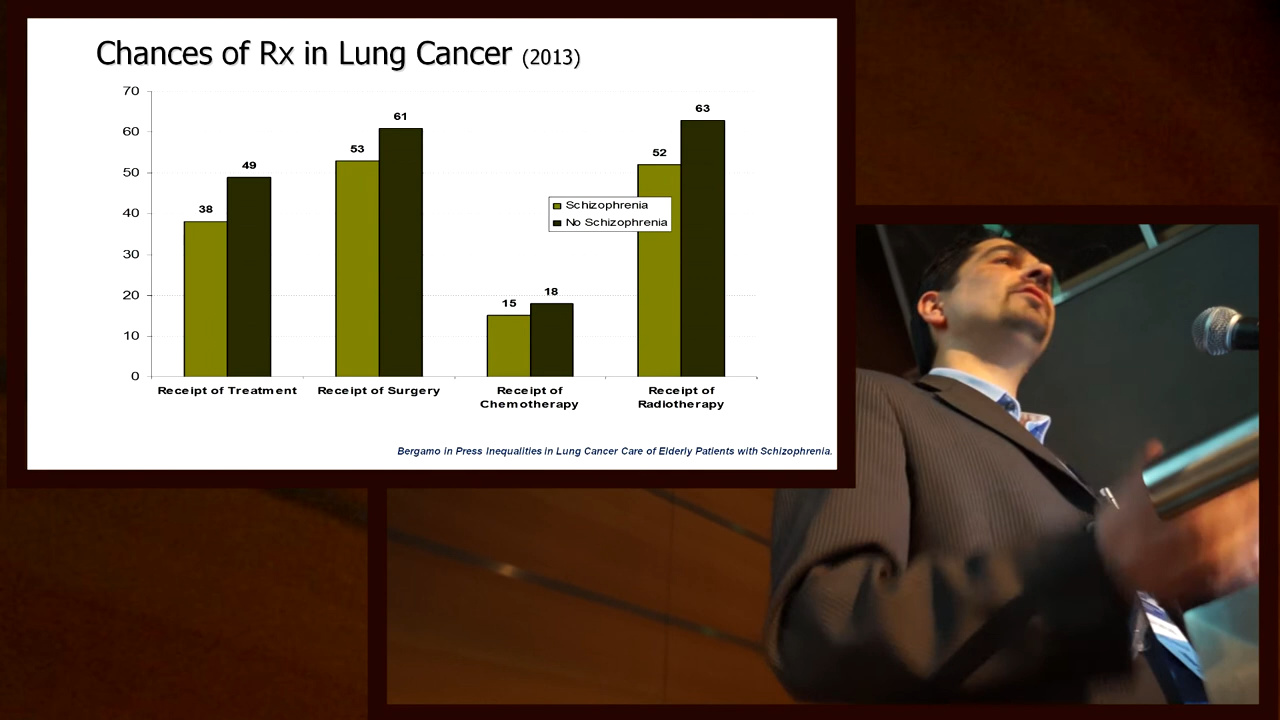 Chances of Rx in Lung Cancer (2013)
70
60
50
40
30
20
10
0
38
49
53
61
15
18
52
63
Schizophrenia
No Schizophrenia
Receipt of Treatment
Receipt of Surgery
Receipt of
Chemotherapy
Receipt of
Radiotherapy
Bergamo in Press Inequalities in Lung Cancer Care of Elderly Patients with Schizophrenia.